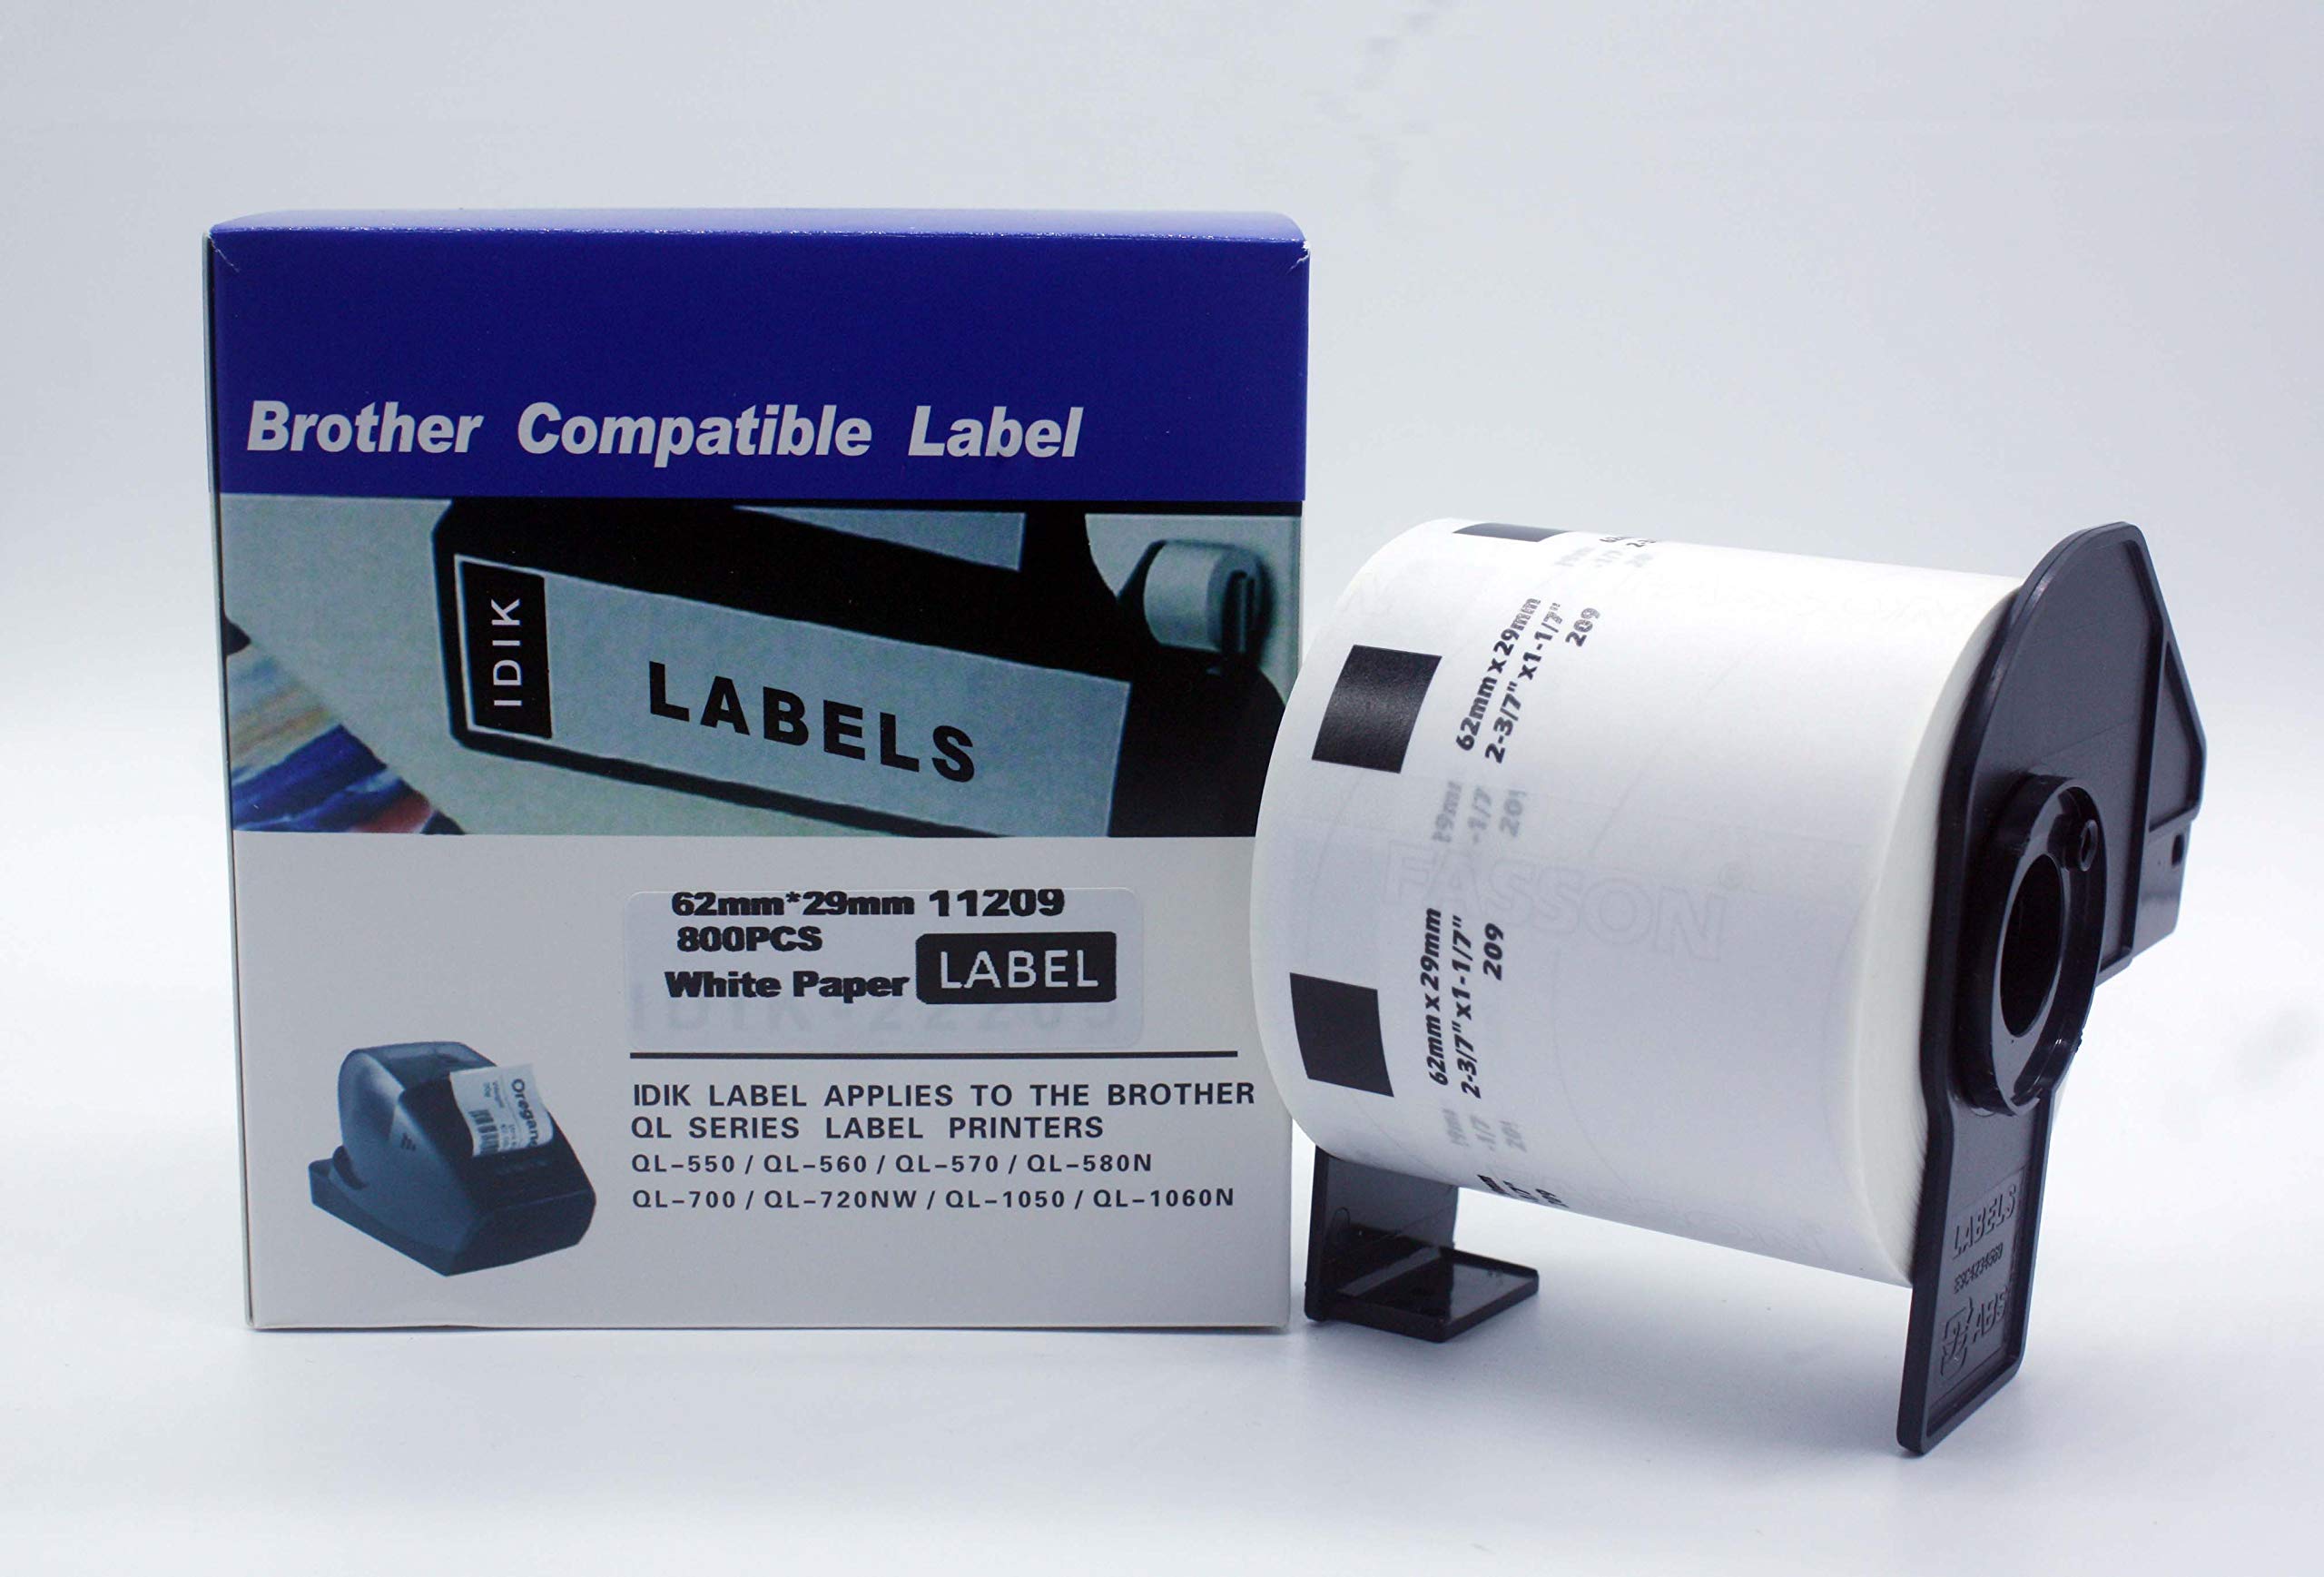 Brother Compatible Label
IDIK
LABELS
62mm*29mm 11209
800PCS
White Paper LABEL
IDIK LABEL APPLIES TO THE BROTHER
QL SERIES LABEL PRINTERS
QL-550 / QL-560 / QL-570 / QL-580N
QL-700 / QL-720NW / QL-1050 / QL-1060N
62mm x 29mm
2-3/7" x1-1/7"
209
FASSON
62mm x 29mm
2-3/7" x1-1/7"
209
LABELS
ABS